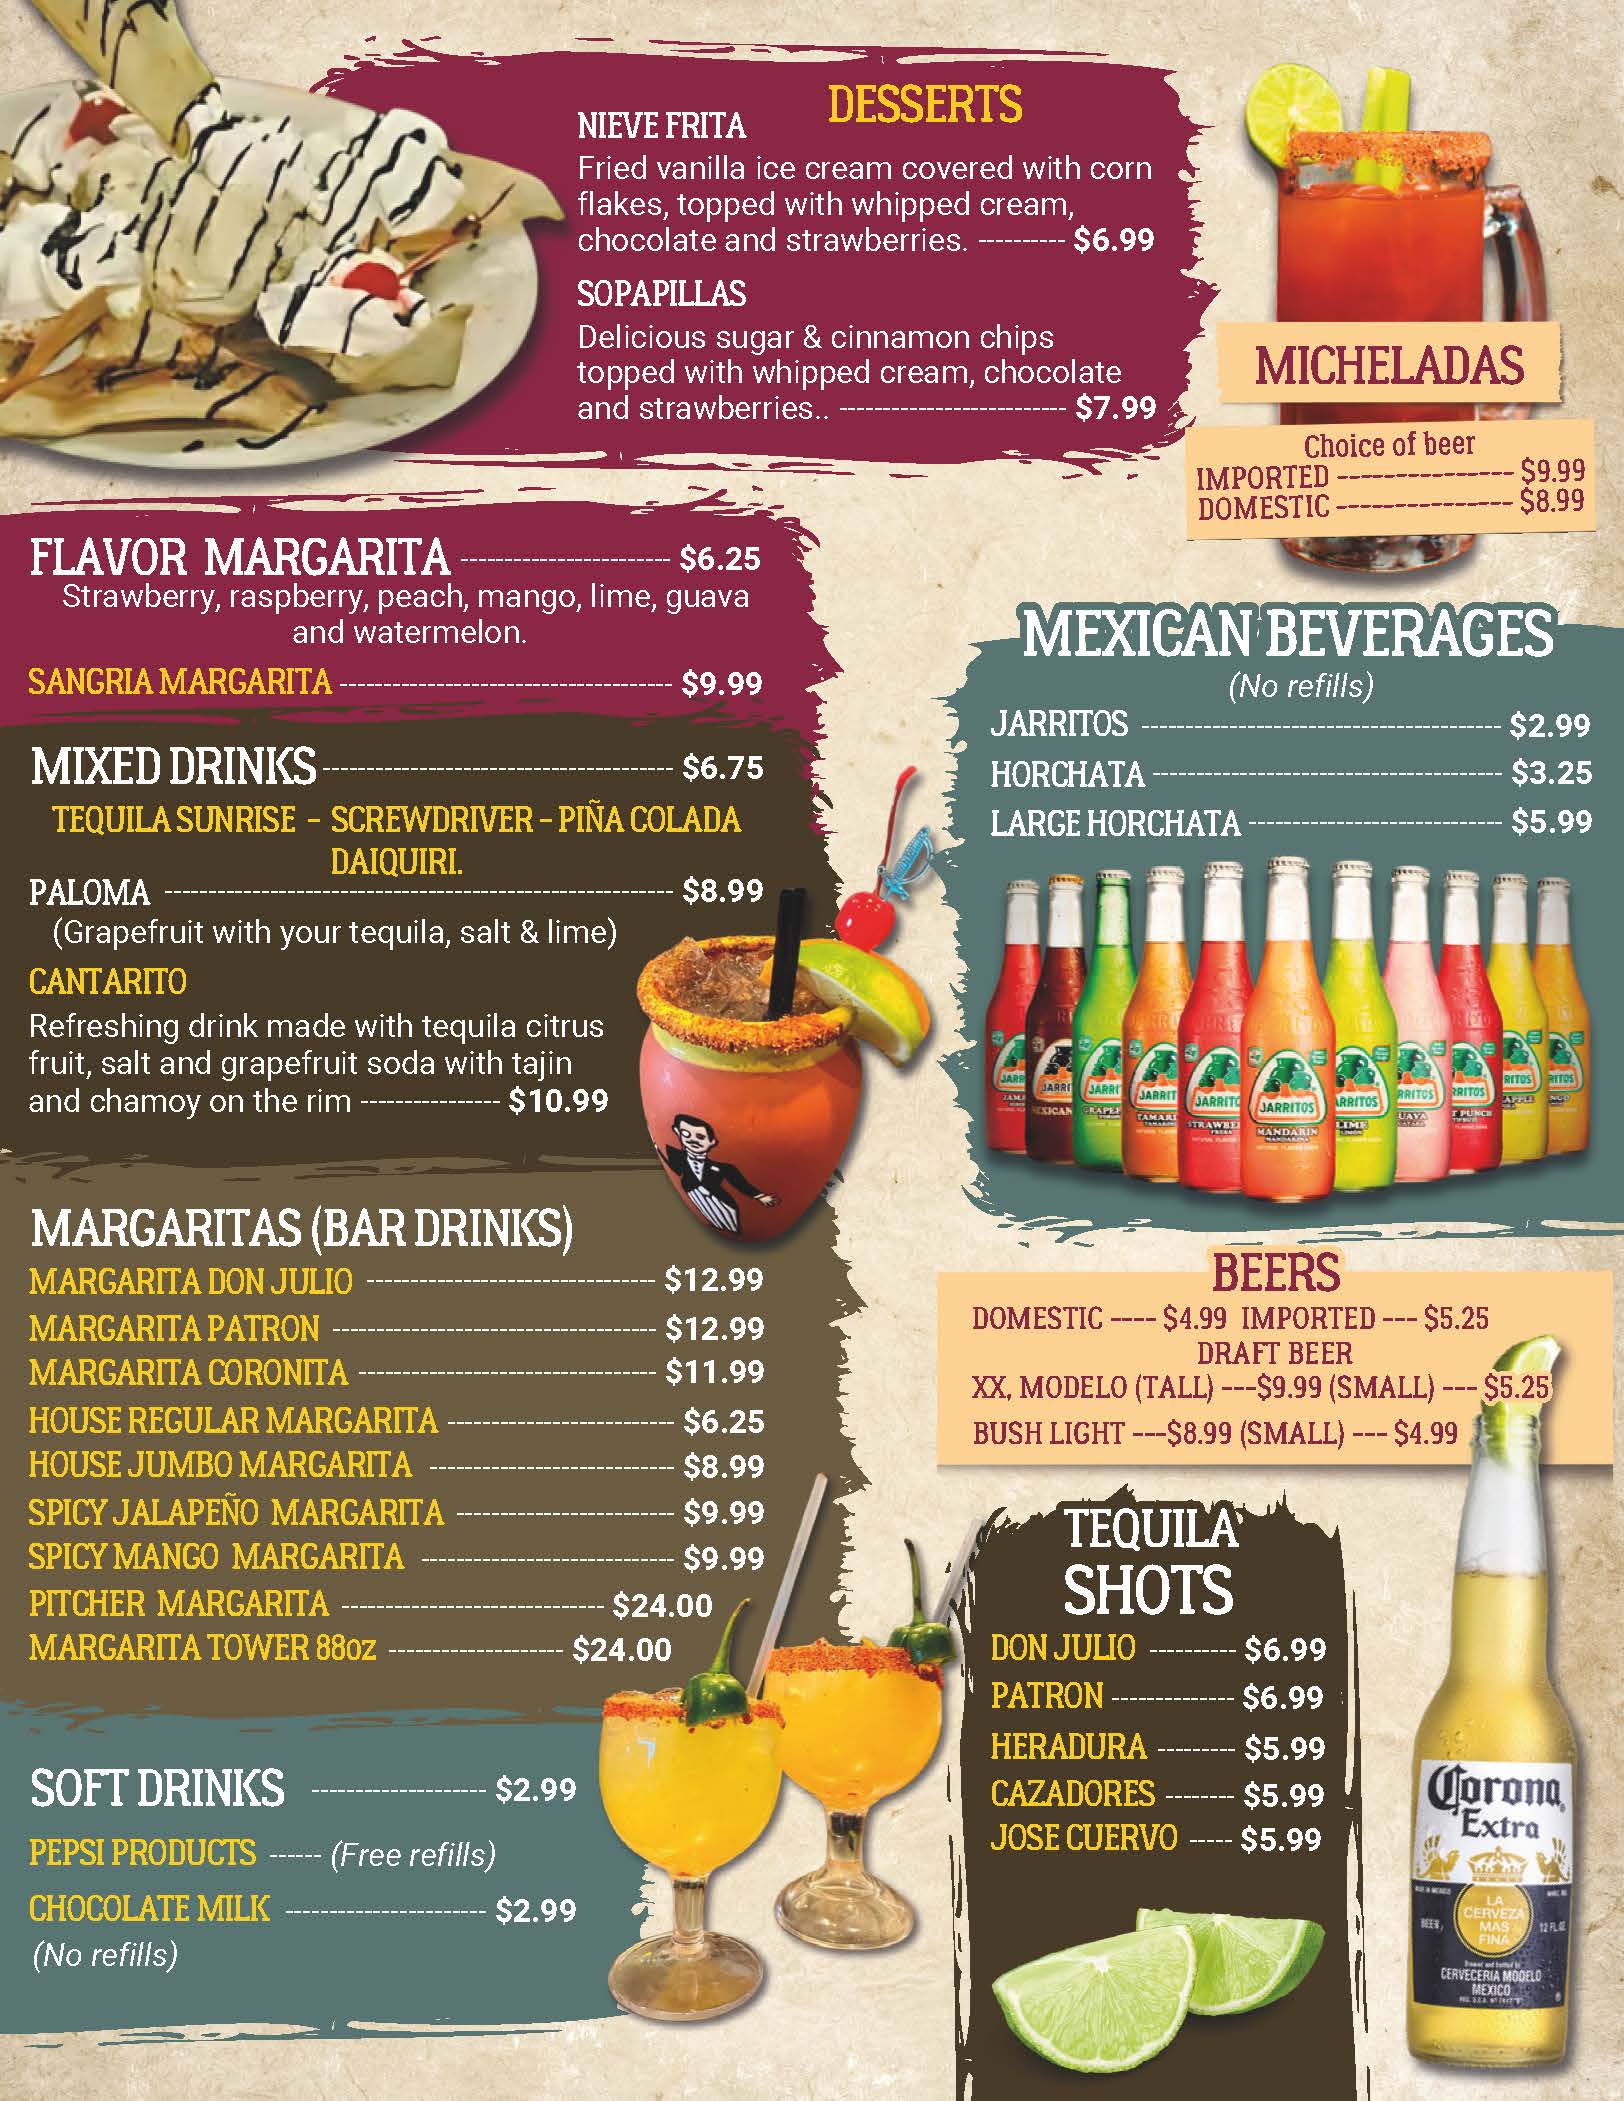 DESSERTS
NIEVE FRITA
Fried vanilla ice cream covered with corn
flakes, topped with whipped cream,
chocolate and strawberries. ---------- $6.99
SOPAPILLAS
Delicious sugar & cinnamon chips
topped with whipped cream, chocolate
and strawberries.. -------------------------- $7.99
MICHELADAS
Choice of beer
IMPORTED ----------------- $9.99
DOMESTIC ----------------- $8.99
FLAVOR MARGARITA ------------------------ $6.25
Strawberry, raspberry, peach, mango, lime, guava
and watermelon.
SANGRIA MARGARITA -------------------------------------- $9.99
MIXED DRINKS ---------------------------------------- $6.75
TEQUILA SUNRISE - SCREWDRIVER - PIÑA COLADA
DAIQUIRI.
PALOMA ---------------------------------------------------------- $8.99
(Grapefruit with your tequila, salt & lime)
CANTARITO
Refreshing drink made with tequila citrus
fruit, salt and grapefruit soda with tajin
and chamoy on the rim ---------------- $10.99
MARGARITAS (BAR DRINKS)
MARGARITA DON JULIO --------------------------------- $12.99
MARGARITA PATRON ------------------------------------- $12.99
MARGARITA CORONITA ---------------------------------- $11.99
HOUSE REGULAR MARGARITA -------------------------- $6.25
HOUSE JUMBO MARGARITA ---------------------------- $8.99
SPICY JALAPEÑO MARGARITA ------------------------- $9.99
SPICY MANGO MARGARITA ----------------------------- $9.99
PITCHER MARGARITA ------------------------------ $24.00
MARGARITA TOWER 88oz -------------------- $24.00
SOFT DRINKS -------------------- $2.99
PEPSI PRODUCTS ------ (Free refills)
CHOCOLATE MILK ----------------------- $2.99
(No refills)
MEXICAN BEVERAGES
(No refills)
JARRITOS ----------------------------------------- $2.99
HORCHATA ---------------------------------------- $3.25
LARGE HORCHATA ----------------------------- $5.99
JARRITOS
MANDARIN
BEERS
DOMESTIC ---- $4.99 IMPORTED --- $5.25
DRAFT BEER
XX, MODELO (TALL) ---$9.99 (SMALL) --- $5.25
BUSH LIGHT ---$8.99 (SMALL) --- $4.99
TEQUILA
SHOTS
DON JULIO ---------- $6.99
PATRON -------------- $6.99
HERADURA --------- $5.99
CAZADORES -------- $5.99
JOSE CUERVO ----- $5.99
Corona
Extra
LA
CERVEZA
MAS
FINA
BEER,
12 FL.OZ
CERVECERIA MODELO
MEXICO